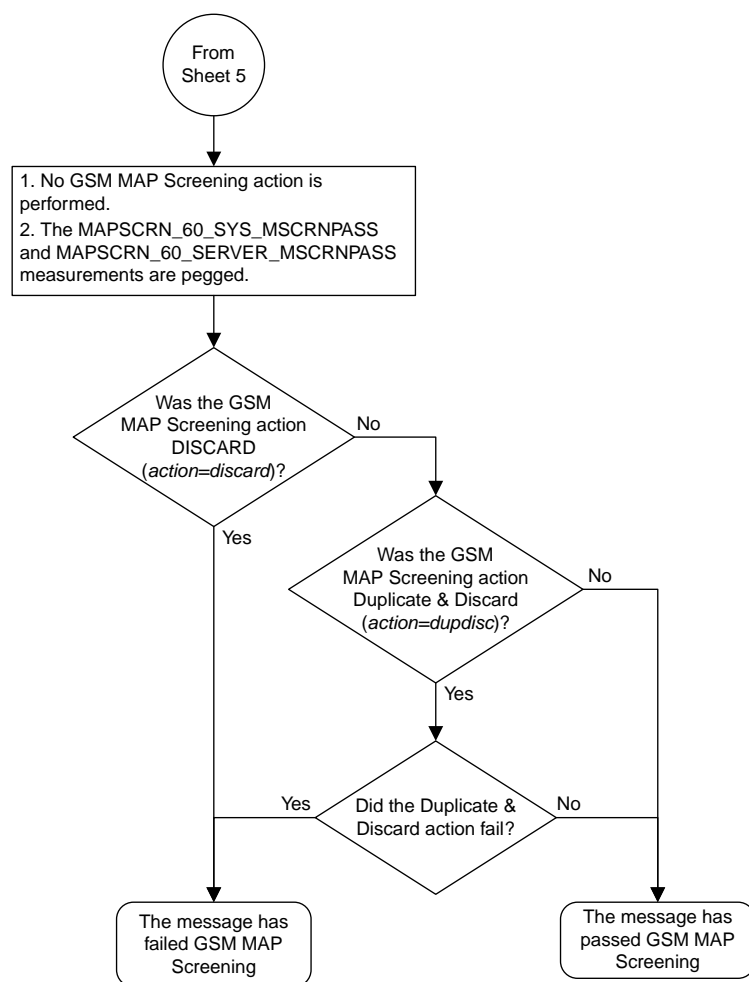 From
Sheet 5
1. No GSM MAP Screening action is
performed.
2. The MAPSCRN_60_SYS_MSCRNPASS
and MAPSCRN_60_SERVER_MSCRNPASS
measurements are pegged.
Was the GSM
MAP Screening action
DISCARD
(action=discard)?
No
Yes
Was the GSM
MAP Screening action
Duplicate & Discard
(action=dupdisc)?
No
Yes
Did the Duplicate &
Discard action fail?
Yes
No
The message has
failed GSM MAP
Screening
The message has
passed GSM MAP
Screening